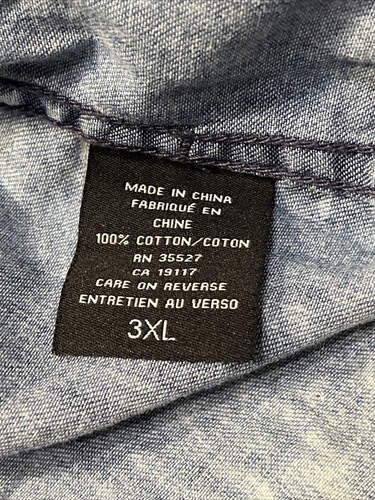 MADE IN CHINA
FABRIQUÉ EN
CHINE
100% COTTON/COTON
RN 35527
CA 19117
CARE ON REVERSE
ENTRETIEN AU VERSO
3XL